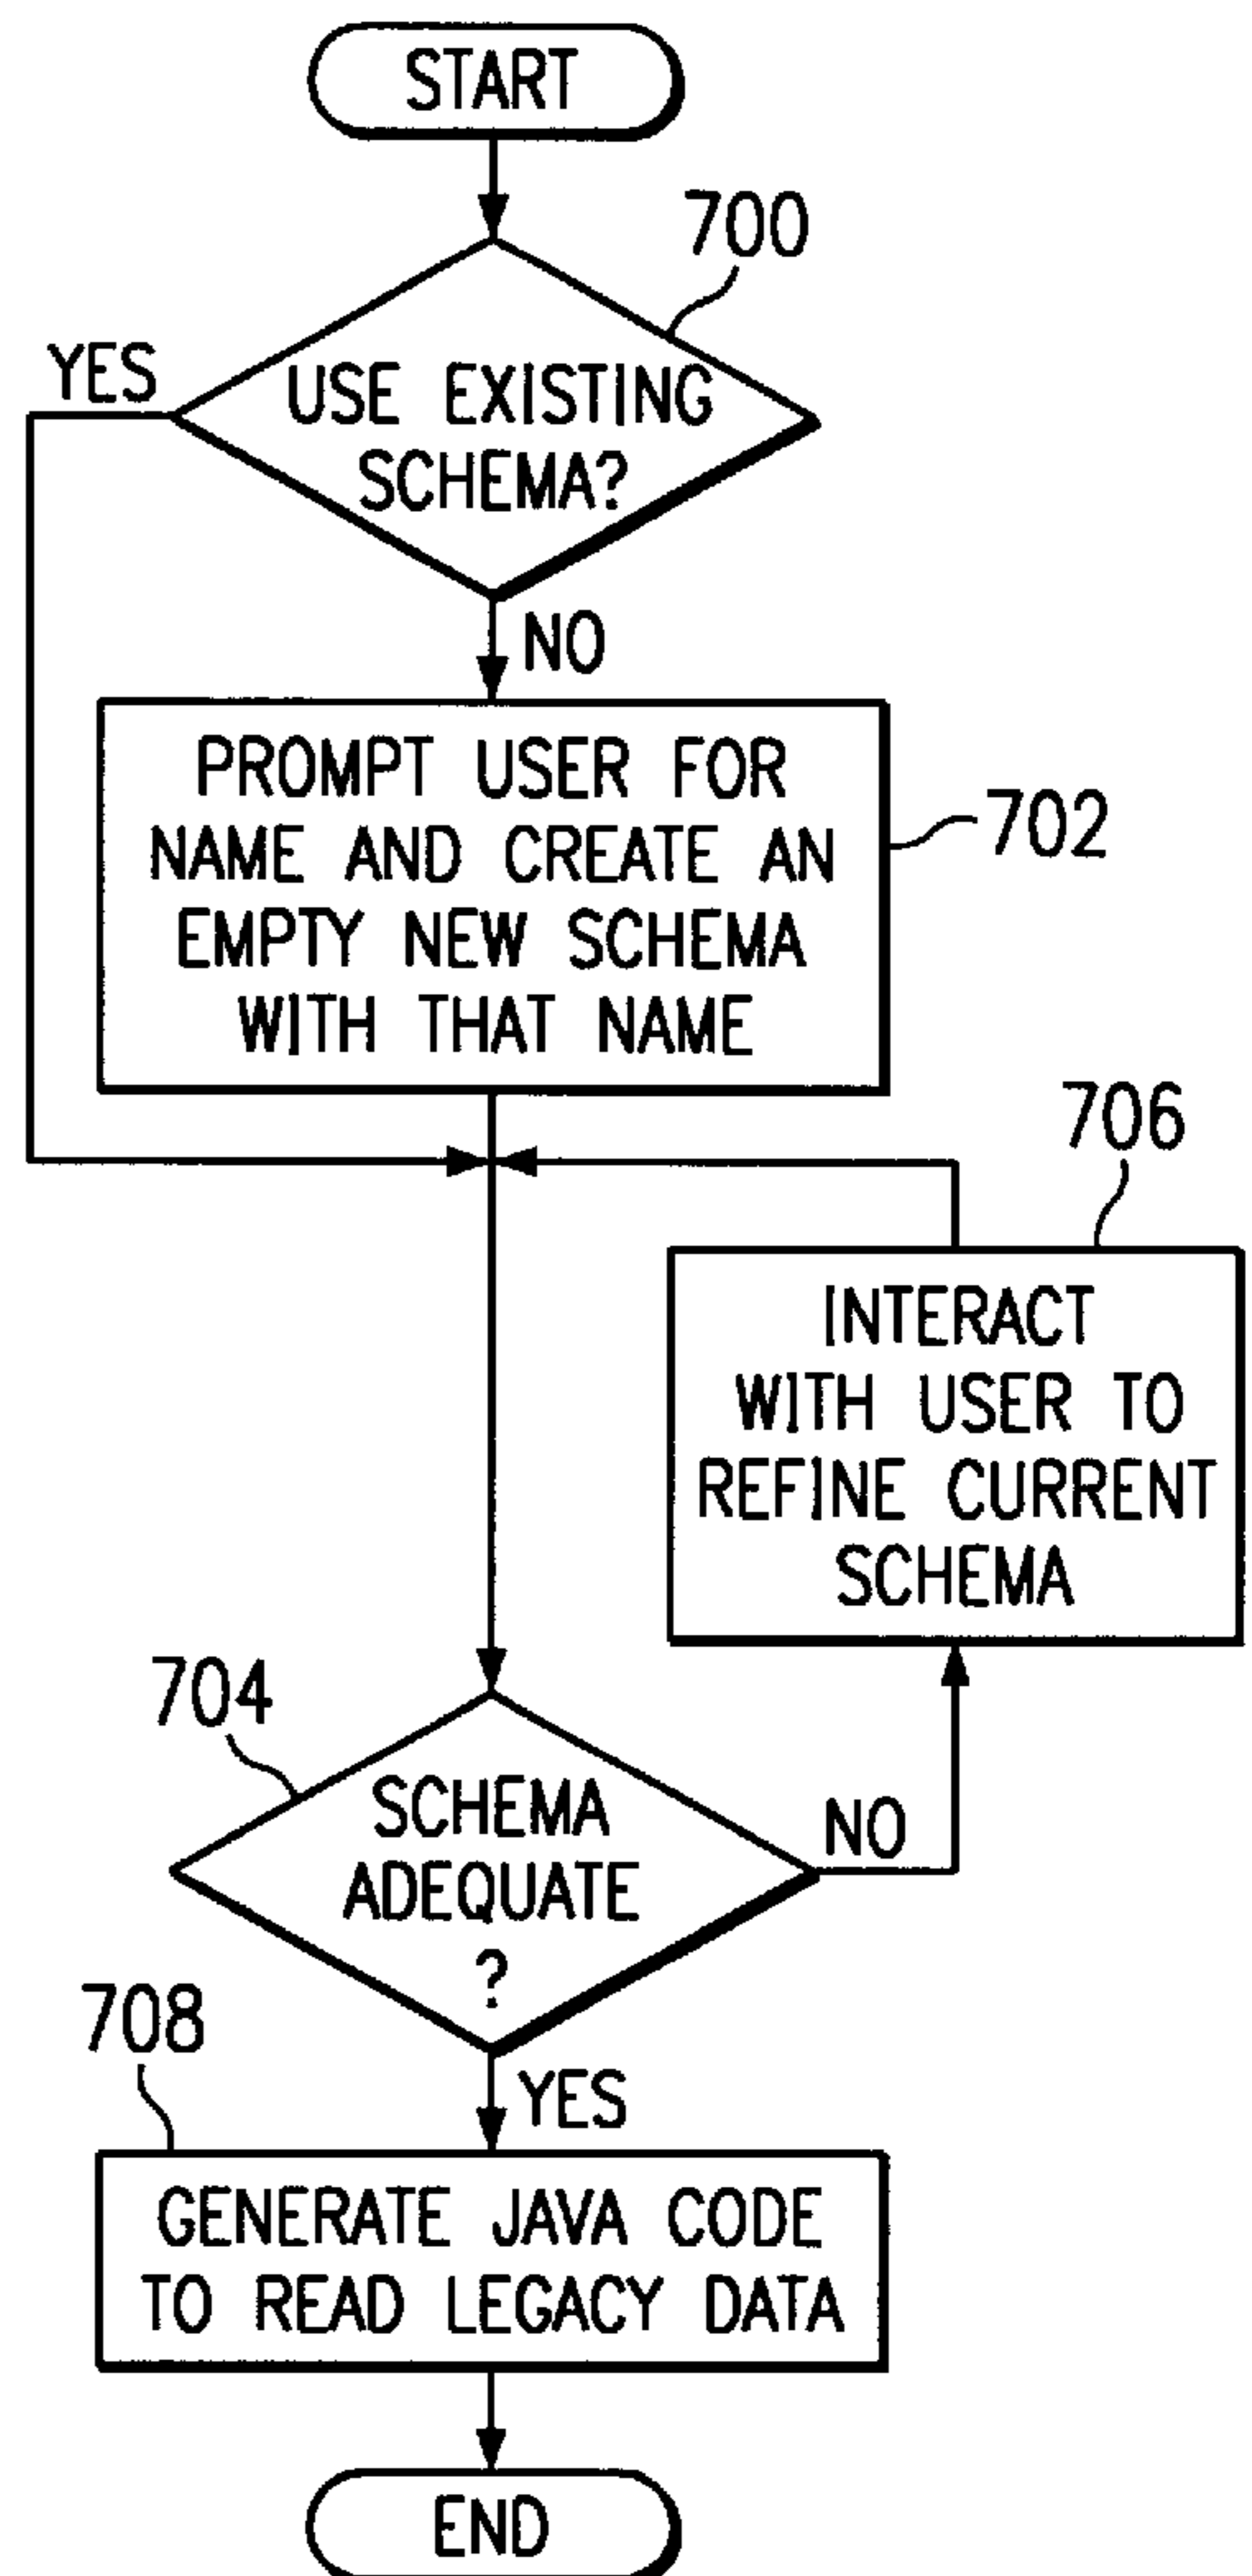 START
700
YES
USE EXISTING
SCHEMA?
NO
PROMPT USER FOR
NAME AND CREATE AN
EMPTY NEW SCHEMA
WITH THAT NAME
702
706
INTERACT
WITH USER TO
REFINE CURRENT
SCHEMA
704
SCHEMA
ADEQUATE
?
NO
708
YES
GENERATE JAVA CODE
TO READ LEGACY DATA
END